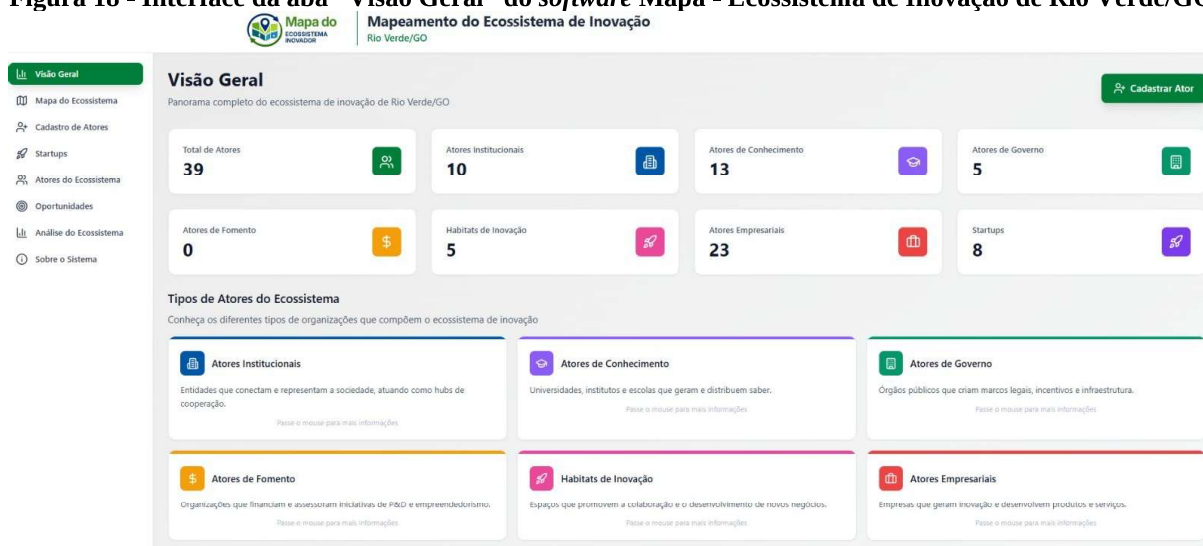 Figura 18 - Interface da aba "Visão Geral" do software Mapa - Ecossistema de Inovação de Rio Verde/GO
Mapa do
ECOSSISTEMA
INOVADOR
Mapeamento do Ecossistema de Inovação
Rio Verde/GO
Visão Geral
Mapa do Ecossistema
Cadastro de Atores
Startups
Atores do Ecossistema
Oportunidades
Análise do Ecossistema
Sobre o Sistema
Visão Geral
Panorama completo do ecossistema de inovação de Rio Verde/GO
Cadastrar Ator
Total de Atores
39
Atores Institucionais
10
Atores de Conhecimento
13
Atores de Governo
5
Atores de Fomento
0
Habitats de Inovação
5
Atores Empresariais
23
Startups
8
Tipos de Atores do Ecossistema
Conheça os diferentes tipos de organizações que compõem o ecossistema de inovação
Atores Institucionais
Entidades que conectam e representam a sociedade, atuando como hubs de
cooperação.
Passe o mouse para mais informações
Atores de Conhecimento
Universidades, institutos e escolas que geram e distribuem saber.
Passe o mouse para mais informações
Atores de Governo
Órgãos públicos que criam marcos legais, incentivos e infraestrutura.
Passe o mouse para mais informações
Atores de Fomento
Organizações que financiam e assessoram iniciativas de P&D e empreendedorismo.
Passe o mouse para mais informações
Habitats de Inovação
Espaços que promovem a colaboração e o desenvolvimento de novos negócios.
Passe o mouse para mais informações
Atores Empresariais
Empresas que geram inovação e desenvolvem produtos e serviços.
Passe o mouse para mais informações